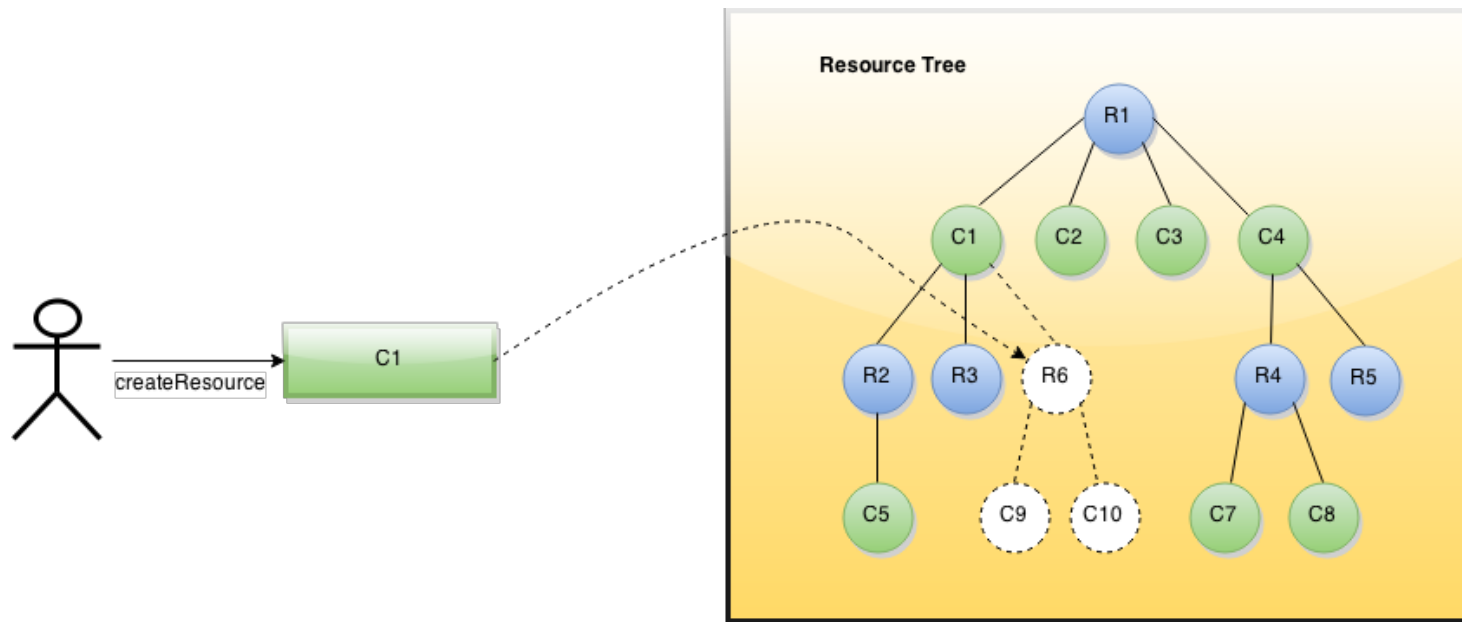 Resource Tree
R1
C1 C2 C3 C4
C1
createResource
R2 R3 R6 R4 R5
C5 C9 C10 C7 C8